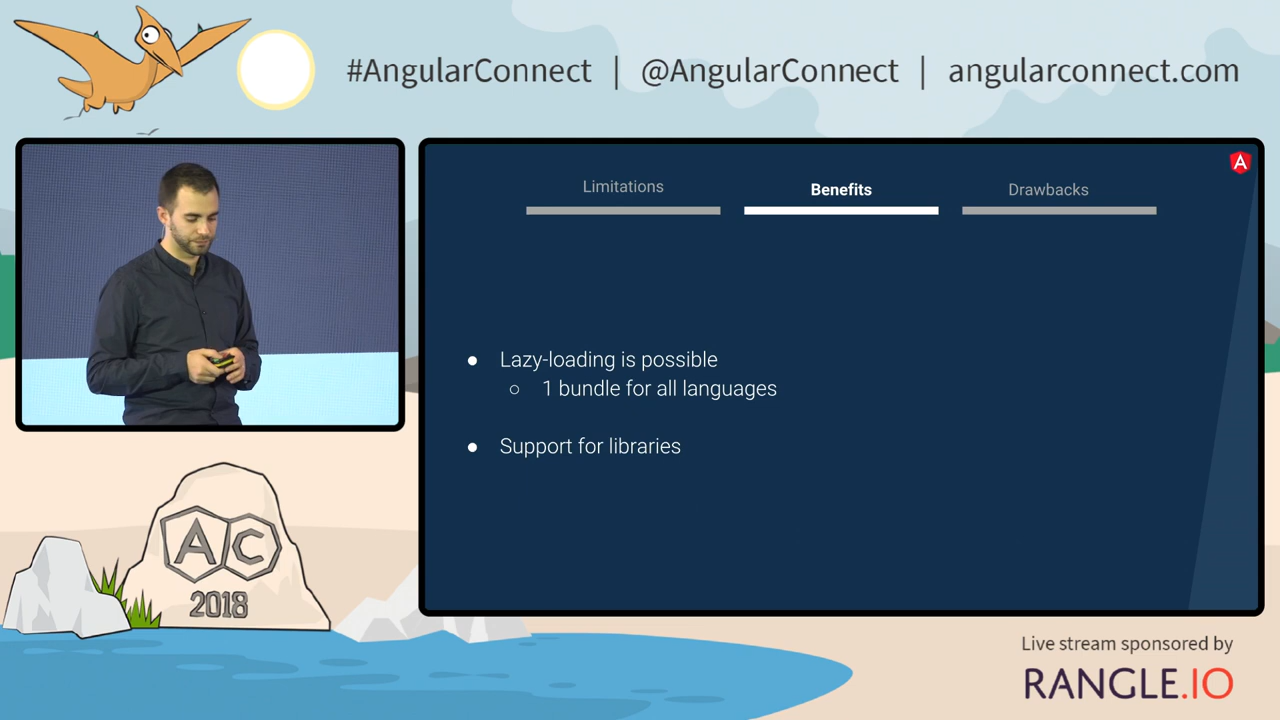 #AngularConnect | @AngularConnect | angularconnect.com
Limitations
Benefits
Drawbacks
A
● Lazy-loading is possible
○ 1 bundle for all languages
● Support for libraries
AC
2018
Live stream sponsored by
RANGLE.IO